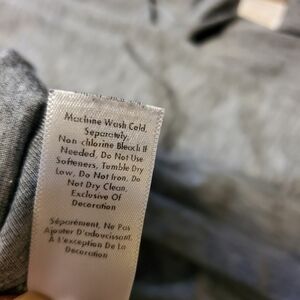 Machine Wash Cold,
Separately,
Non-chlorine Bleach If
Needed, Do Not Use
Softeners, Tumble Dry
Low, Do Not Iron, Do
Not Dry Clean,
Exclusive Of
Decoration
Séparément, Ne Pas
Ajouter D'adoucissant,
À L'exception De La
Décoration